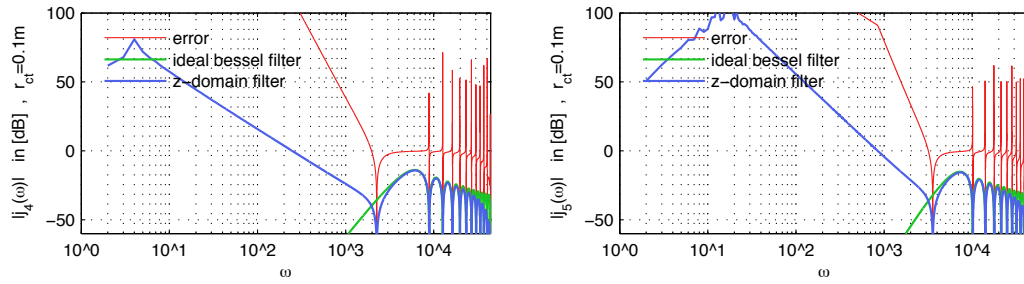 100
50
0
−50
|j4(ω)| in [dB] , r_ct=0.1m
error
ideal bessel filter
z−domain filter
10^0
10^1
10^2
10^3
10^4
ω
100
50
0
−50
|j5(ω)| in [dB] , r_ct=0.1m
error
ideal bessel filter
z−domain filter
10^0
10^1
10^2
10^3
10^4
ω